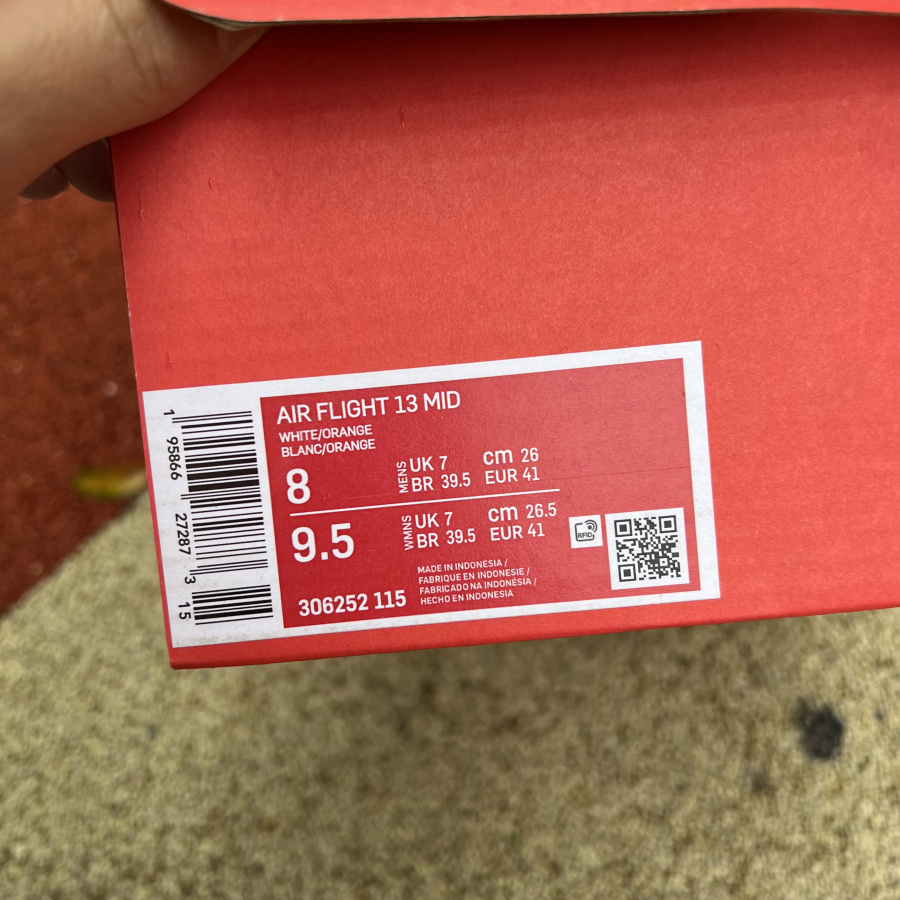 AIR FLIGHT 13 MID
WHITE/ORANGE
BLANC/ORANGE
8
MENS
UK 7 cm 26
BR 39.5 EUR 41
9.5
WMNS
UK 7 cm 26.5
BR 39.5 EUR 41
RFID
306252 115
MADE IN INDONESIA /
FABRIQUE EN INDONESIE /
FABRICADO NA INDONÉSIA /
HECHO EN INDONESIA
1 95866 27287 3 15